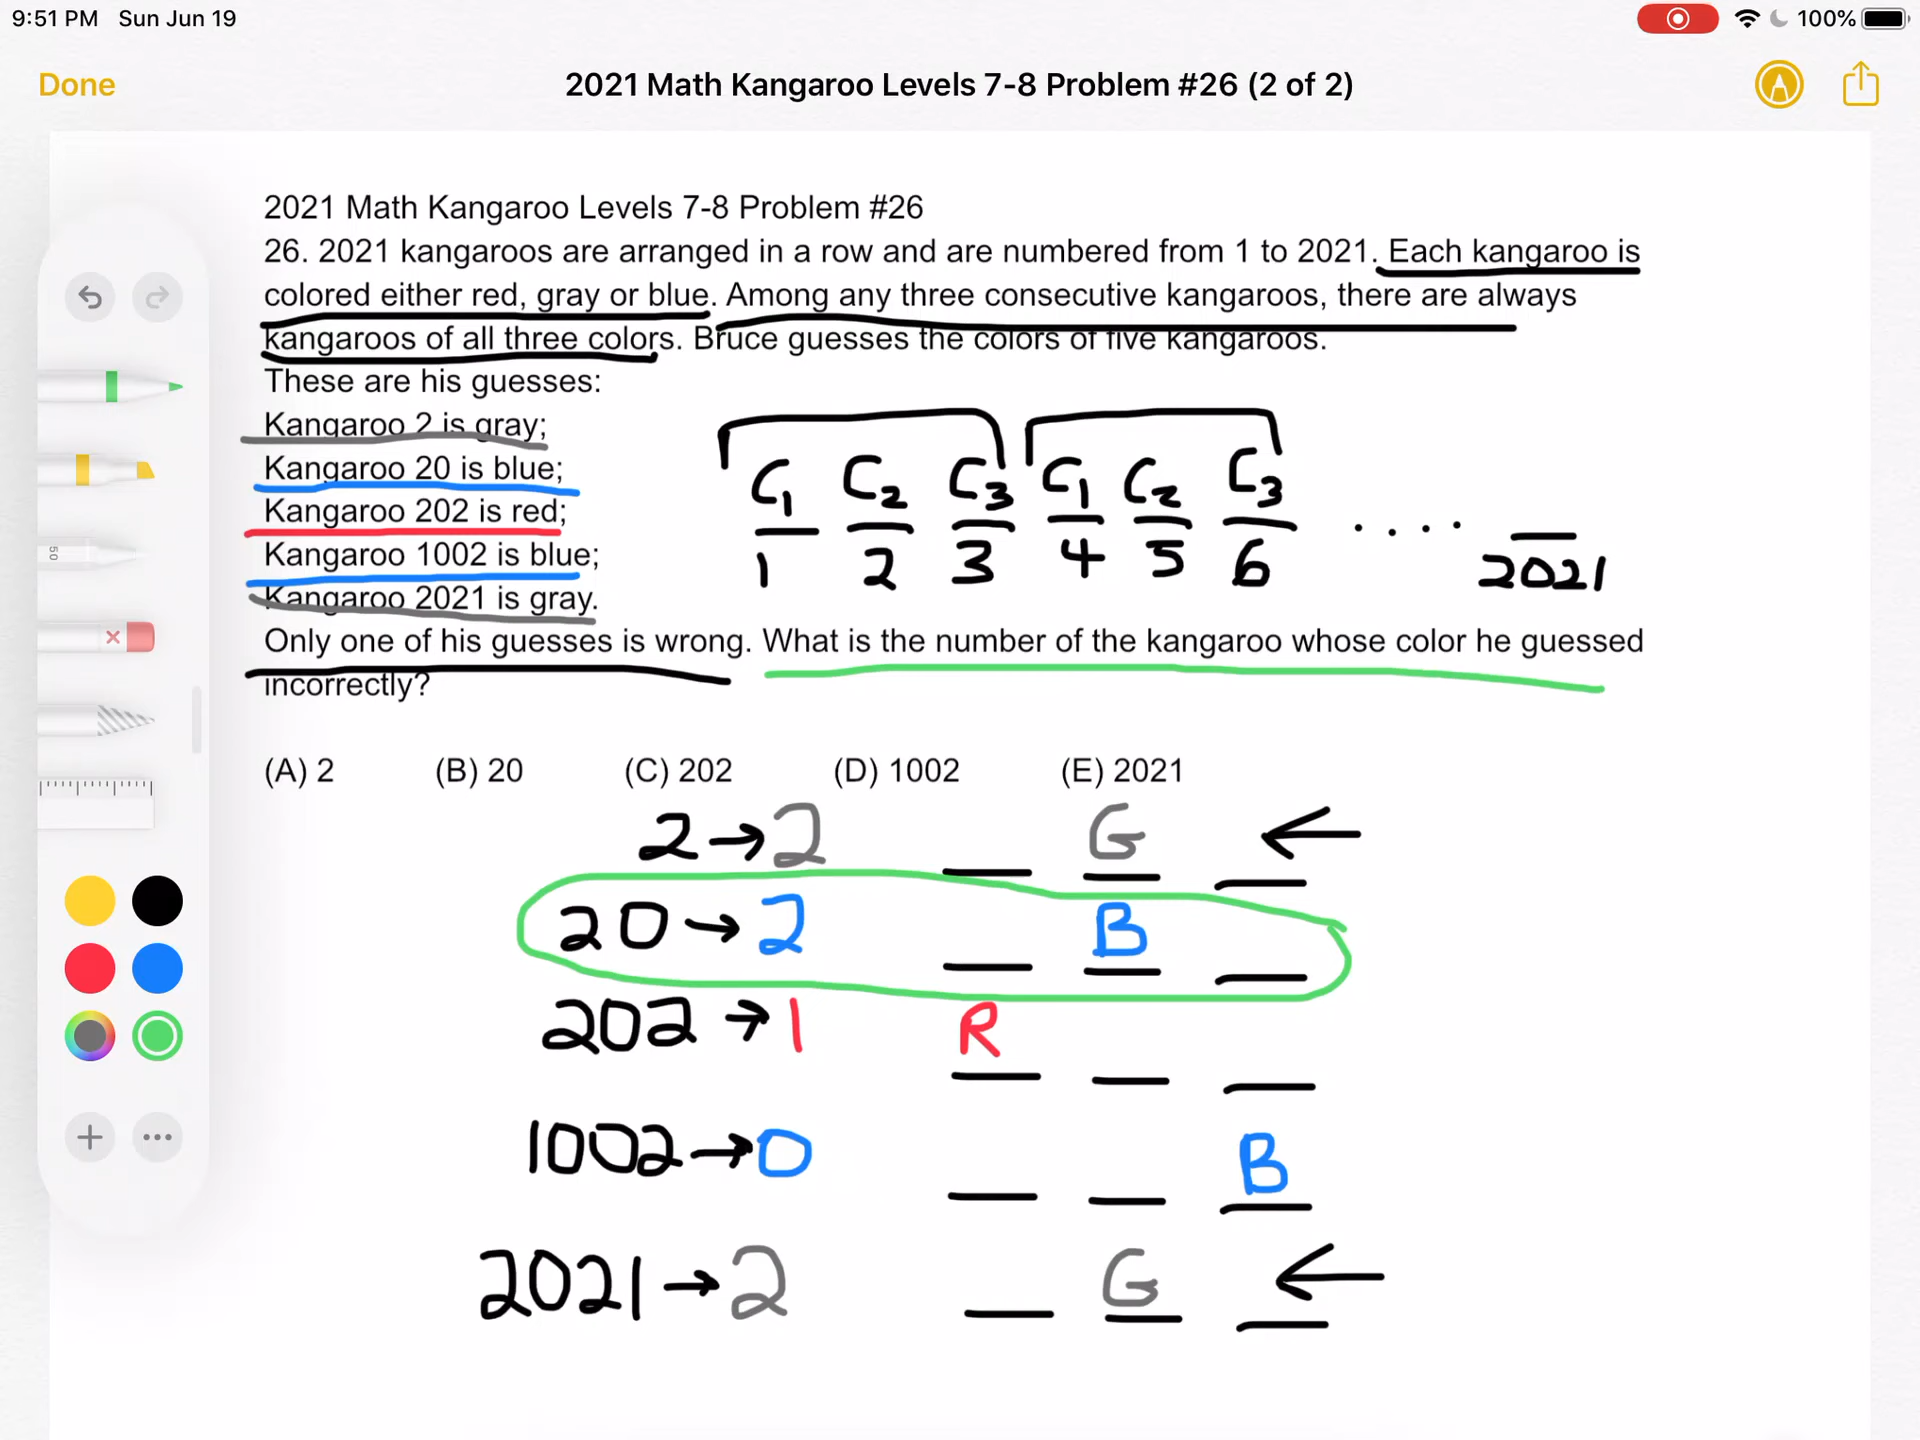 9:51 PM Sun Jun 19
100%
Done
2021 Math Kangaroo Levels 7-8 Problem #26 (2 of 2)
2021 Math Kangaroo Levels 7-8 Problem #26
26. 2021 kangaroos are arranged in a row and are numbered from 1 to 2021. Each kangaroo is
colored either red, gray or blue. Among any three consecutive kangaroos, there are always
kangaroos of all three colors. Bruce guesses the colors of five kangaroos.
These are his guesses:
Kangaroo 2 is gray;
Kangaroo 20 is blue;
Kangaroo 202 is red;
Kangaroo 1002 is blue;
Kangaroo 2021 is gray.
C1 C2 C3 C1 C2 C3
1 2 3 4 5 6 .... 2021
Only one of his guesses is wrong. What is the number of the kangaroo whose color he guessed
incorrectly?
(A) 2 (B) 20 (C) 202 (D) 1002 (E) 2021
2 → 2 G ←
20 → 2 B
202 → 1 R
1002 → 0 B
2021 → 2 G ←
50